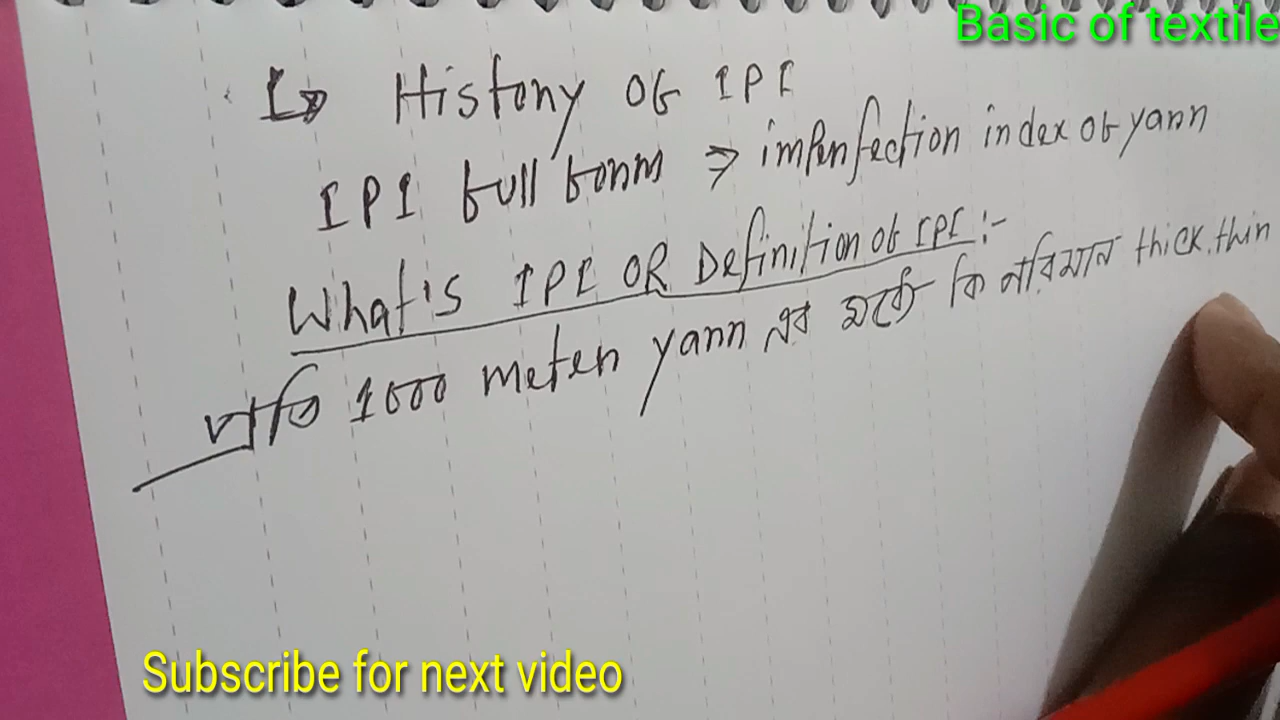 Basic of textile
History of IPI
IPI full form ⇒ imperfection index of yarn
What's IPI OR Definition of IPI :-
প্রতি 1000 meter yarn এর মধ্যে কি পরিমান thick, thin
Subscribe for next video